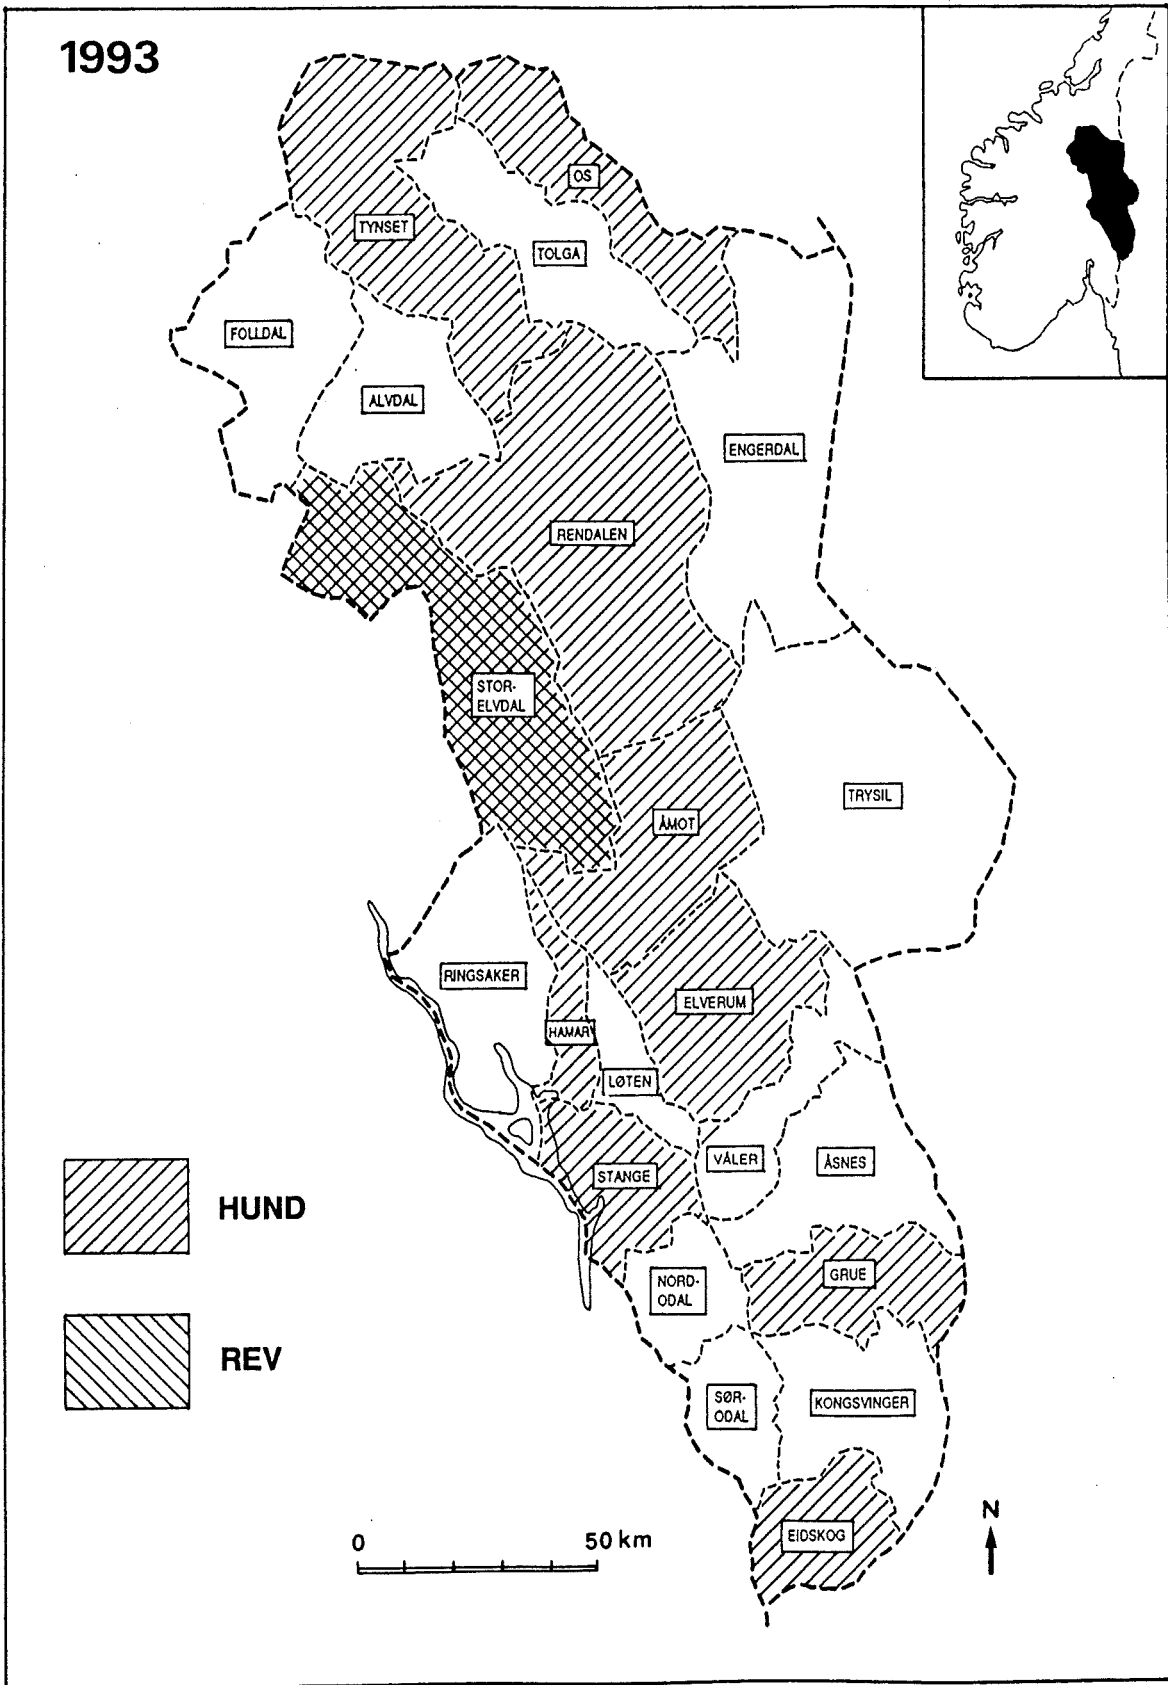 1993
OS
TYNSET
TOLGA
FOLLDAL
ALVDAL
ENGERDAL
RENDALEN
STOR-
ELVDAL
TRYSIL
ÅMOT
RINGSAKER
ELVERUM
HAMAR
LØTEN
VÅLER
ÅSNES
STANGE
HUND
GRUE
NORD-
ODAL
REV
SØR-
ODAL
KONGSVINGER
EIDSKOG
N
0 50 km